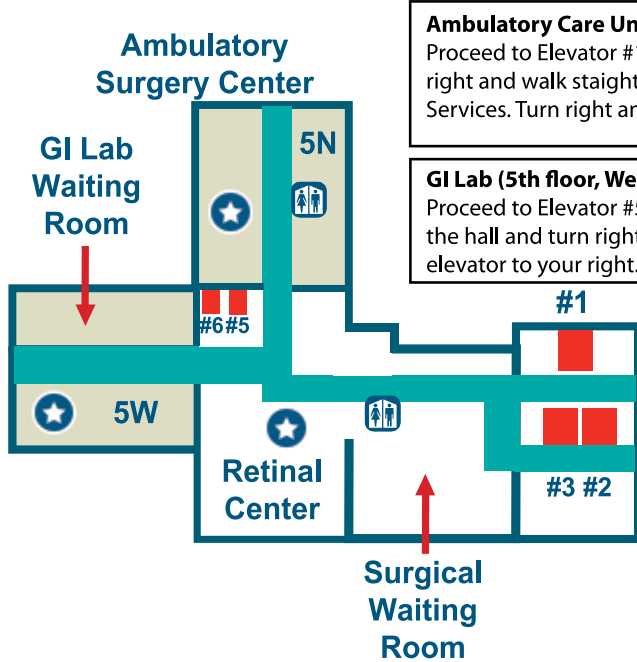 Ambulatory
Surgery Center
Ambulatory Care Un
Proceed to Elevator #1
right and walk staight
Services. Turn right an
GI Lab (5th floor, We
Proceed to Elevator #5
the hall and turn right
elevator to your right.
GI Lab
Waiting
Room
5N
#6 #5
#1
5W
Retinal
Center
#3 #2
Surgical
Waiting
Room